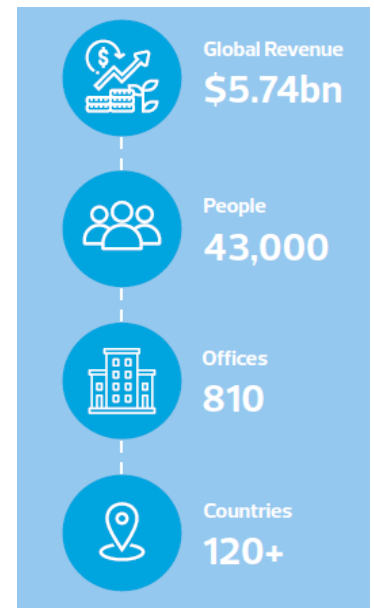 Global Revenue
$5.74bn
People
43,000
Offices
810
Countries
120+